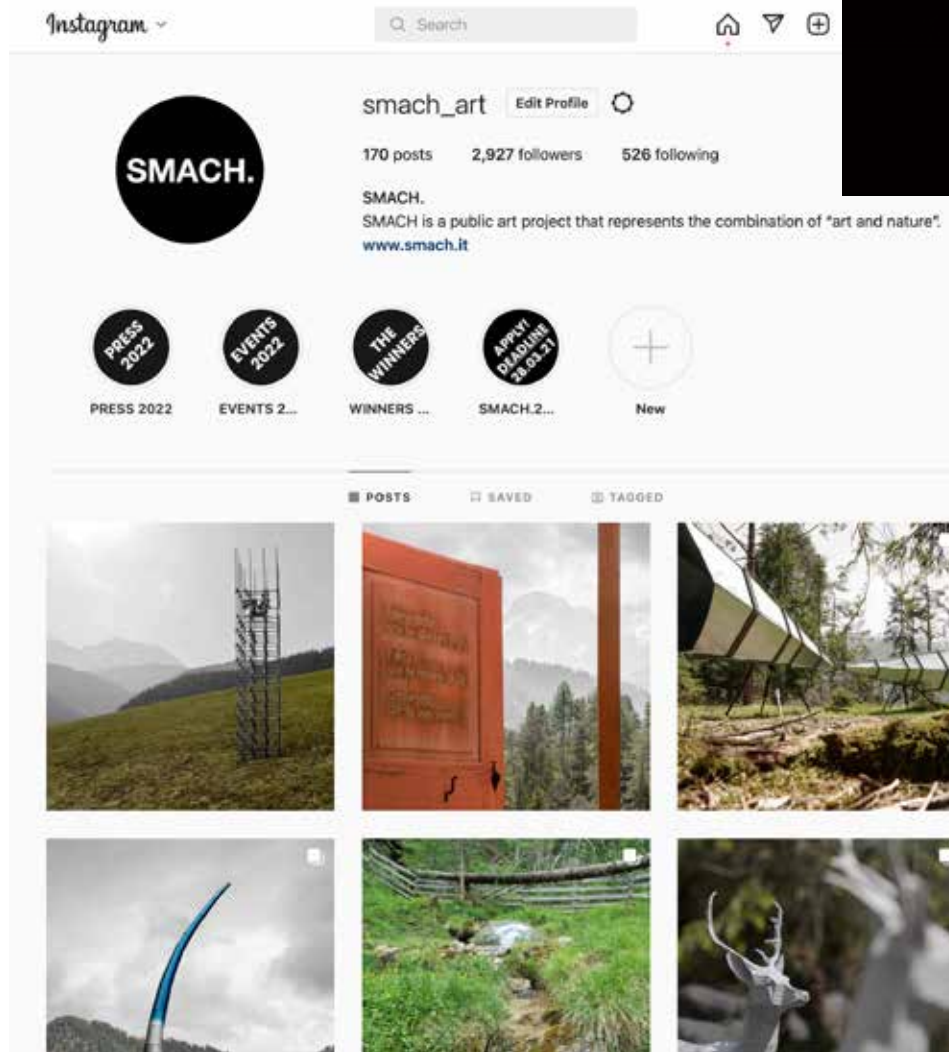 Instagram
Search
SMACH.
smach_art Edit Profile
170 posts 2,927 followers 526 following
SMACH.
SMACH is a public art project that represents the combination of “art and nature”.
www.smach.it
PRESS
2022
EVENTS
2022
THE
WINNERS
APPLY!
DEADLINE
28.03.21
PRESS 2022 EVENTS 2... WINNERS ... SMACH.2... New
POSTS SAVED TAGGED